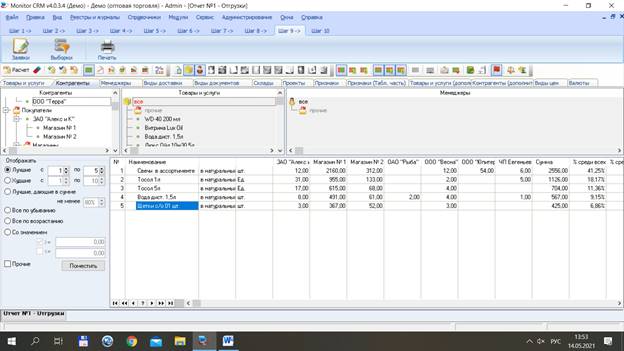 Monitor CRM v4.0.3.4 (Демо) - Демо (оптовая торговля) - Admin - [Отчет №1 - Отгрузки]
Файл Правка Вид Реестры и журналы Справочники Модули Сервис Администрирование Окна Справка
Шаг 1 -> Шаг 2 -> Шаг 3 -> Шаг 4 -> Шаг 5 -> Шаг 6 -> Шаг 7 -> Шаг 8 -> Шаг 9 -> Шаг 10
Заявки Выборки Печать
Расчет
Товары и услуги Контрагенты Менеджеры Виды доставки Виды документов Склады Проекты Признаки Признаки (Табл. часть) Товары и услуги (дополн Контрагенты (дополнит Виды цен Валюты
Контрагенты Товары и услуги Менеджеры
ООО "Терра" все все
Покупатели прочие прочие
ЗАО "Алекс и К" WD-40 200 мл
Магазин № 1 Витрина Lux Oil
Магазин № 2 Вода дист. 1,5л
Отображать
Лучшие с 1 по 5
Худшие с 1 по 10
Лучшие, дающие в сумме
не менее 80%
Все по убыванию
Все по возрастанию
Со значением
>= 0,00
<= 0,00
Прочие Поместить
№ Наименование ЗАО "Алекс и Магазин № 1 Магазин № 2 ОАО "Рыба" ООО "Весна" ООО "Юпитер ЧП Евгеньев Сумма % среди всех % сре
1 Свечи в ассортименте в натуральных шт. 12,00 2160,00 312,00 12,00 54,00 6,00 2556,00 41,25%
2 Тосол 1л в натуральных Ед. 31,00 955,00 133,00 2,00 5,00 1126,00 18,17%
3 Тосол 5л в натуральных Ед. 17,00 615,00 68,00 4,00 704,00 11,36%
4 Вода дист. 1,5л в натуральных шт. 6,00 491,00 61,00 2,00 4,00 1,00 567,00 9,15%
5 Щетки с/о 01 шт. в натуральных шт. 3,00 367,00 52,00 3,00 425,00 6,86%
Отчет №1 - Отгрузки
РУС
13:53
14.05.2021